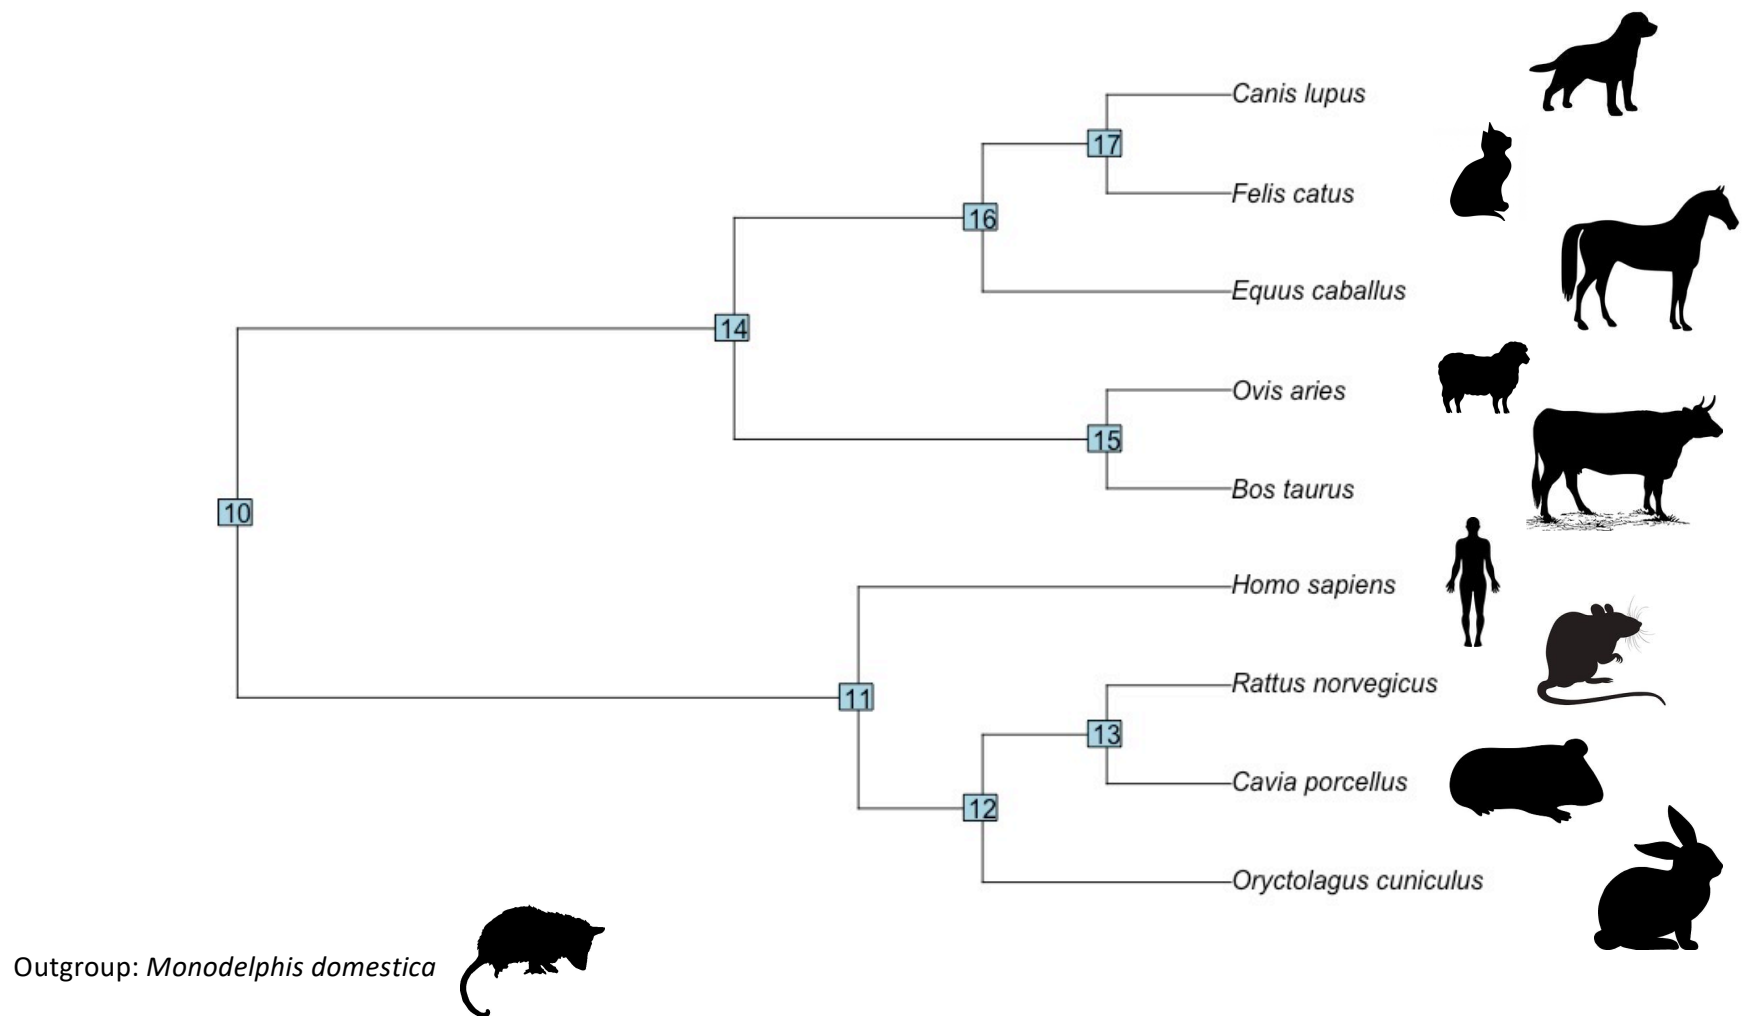 Canis lupus
17
Felis catus
16
Equus caballus
14
Ovis aries
15
Bos taurus
10
Homo sapiens
Rattus norvegicus
11
13
Cavia porcellus
12
Oryctolagus cuniculus
Outgroup: Monodelphis domestica